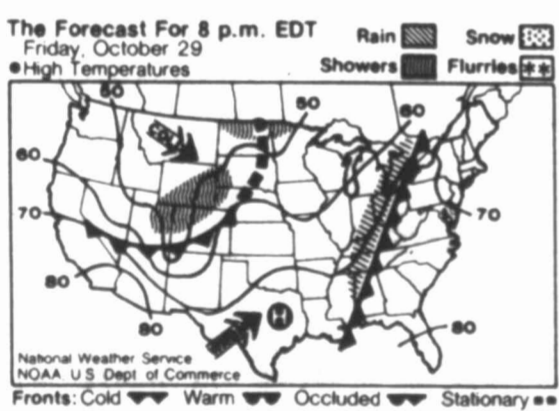 The Forecast For 8 p.m. EDT
Friday, October 29
High Temperatures
Rain
Snow
Showers
Flurries
50
50
60
60
70
70
80
80
80
H
National Weather Service
NOAA, U S Dept. of Commerce
Fronts: Cold Warm Occluded Stationary